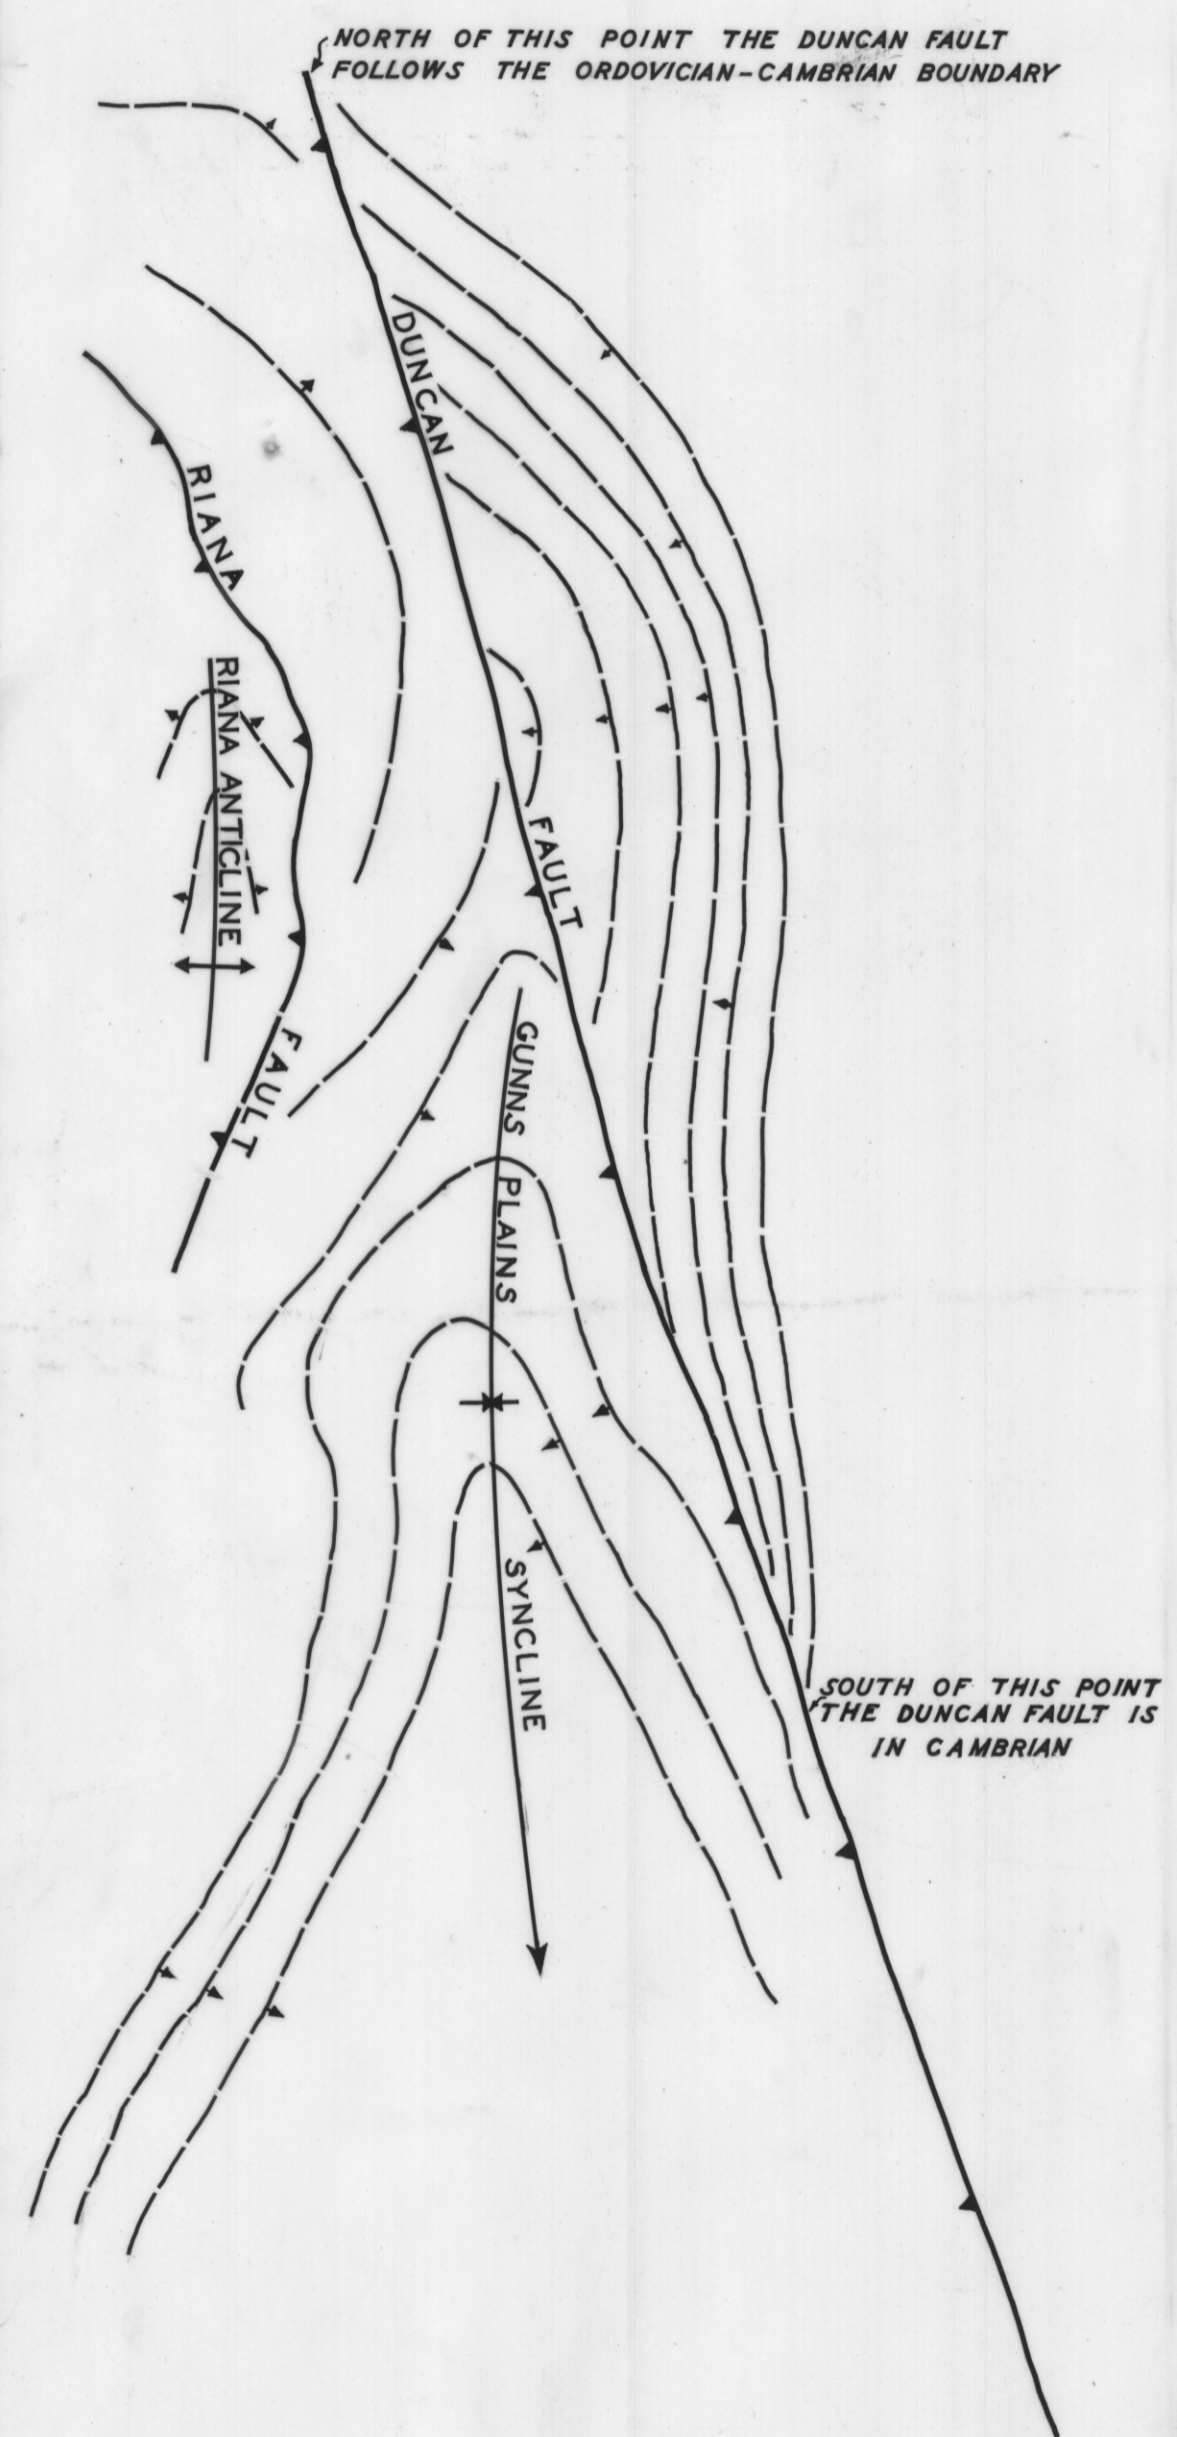 NORTH OF THIS POINT THE DUNCAN FAULT
FOLLOWS THE ORDOVICIAN-CAMBRIAN BOUNDARY
DUNCAN
FAULT
RIANA
FAULT
RIANA ANTICLINE
GUNNS PLAINS
SYNCLINE
SOUTH OF THIS POINT
THE DUNCAN FAULT IS
IN CAMBRIAN